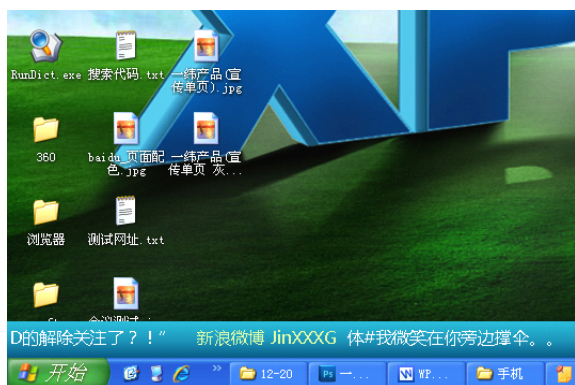 XP
RunDict.exe
搜索代码.txt
一纬产品(宣
传单页).jpg
360
baidu_页面配
色.jpg
一纬产品(宣
传单页 灰...
浏览器
测试网址.txt
D的解除关注了？！“ 新浪微博 JinXXXG 体#我微笑在你旁边撑伞。。
开始
»
12-20
Ps 一...
WP...
手机